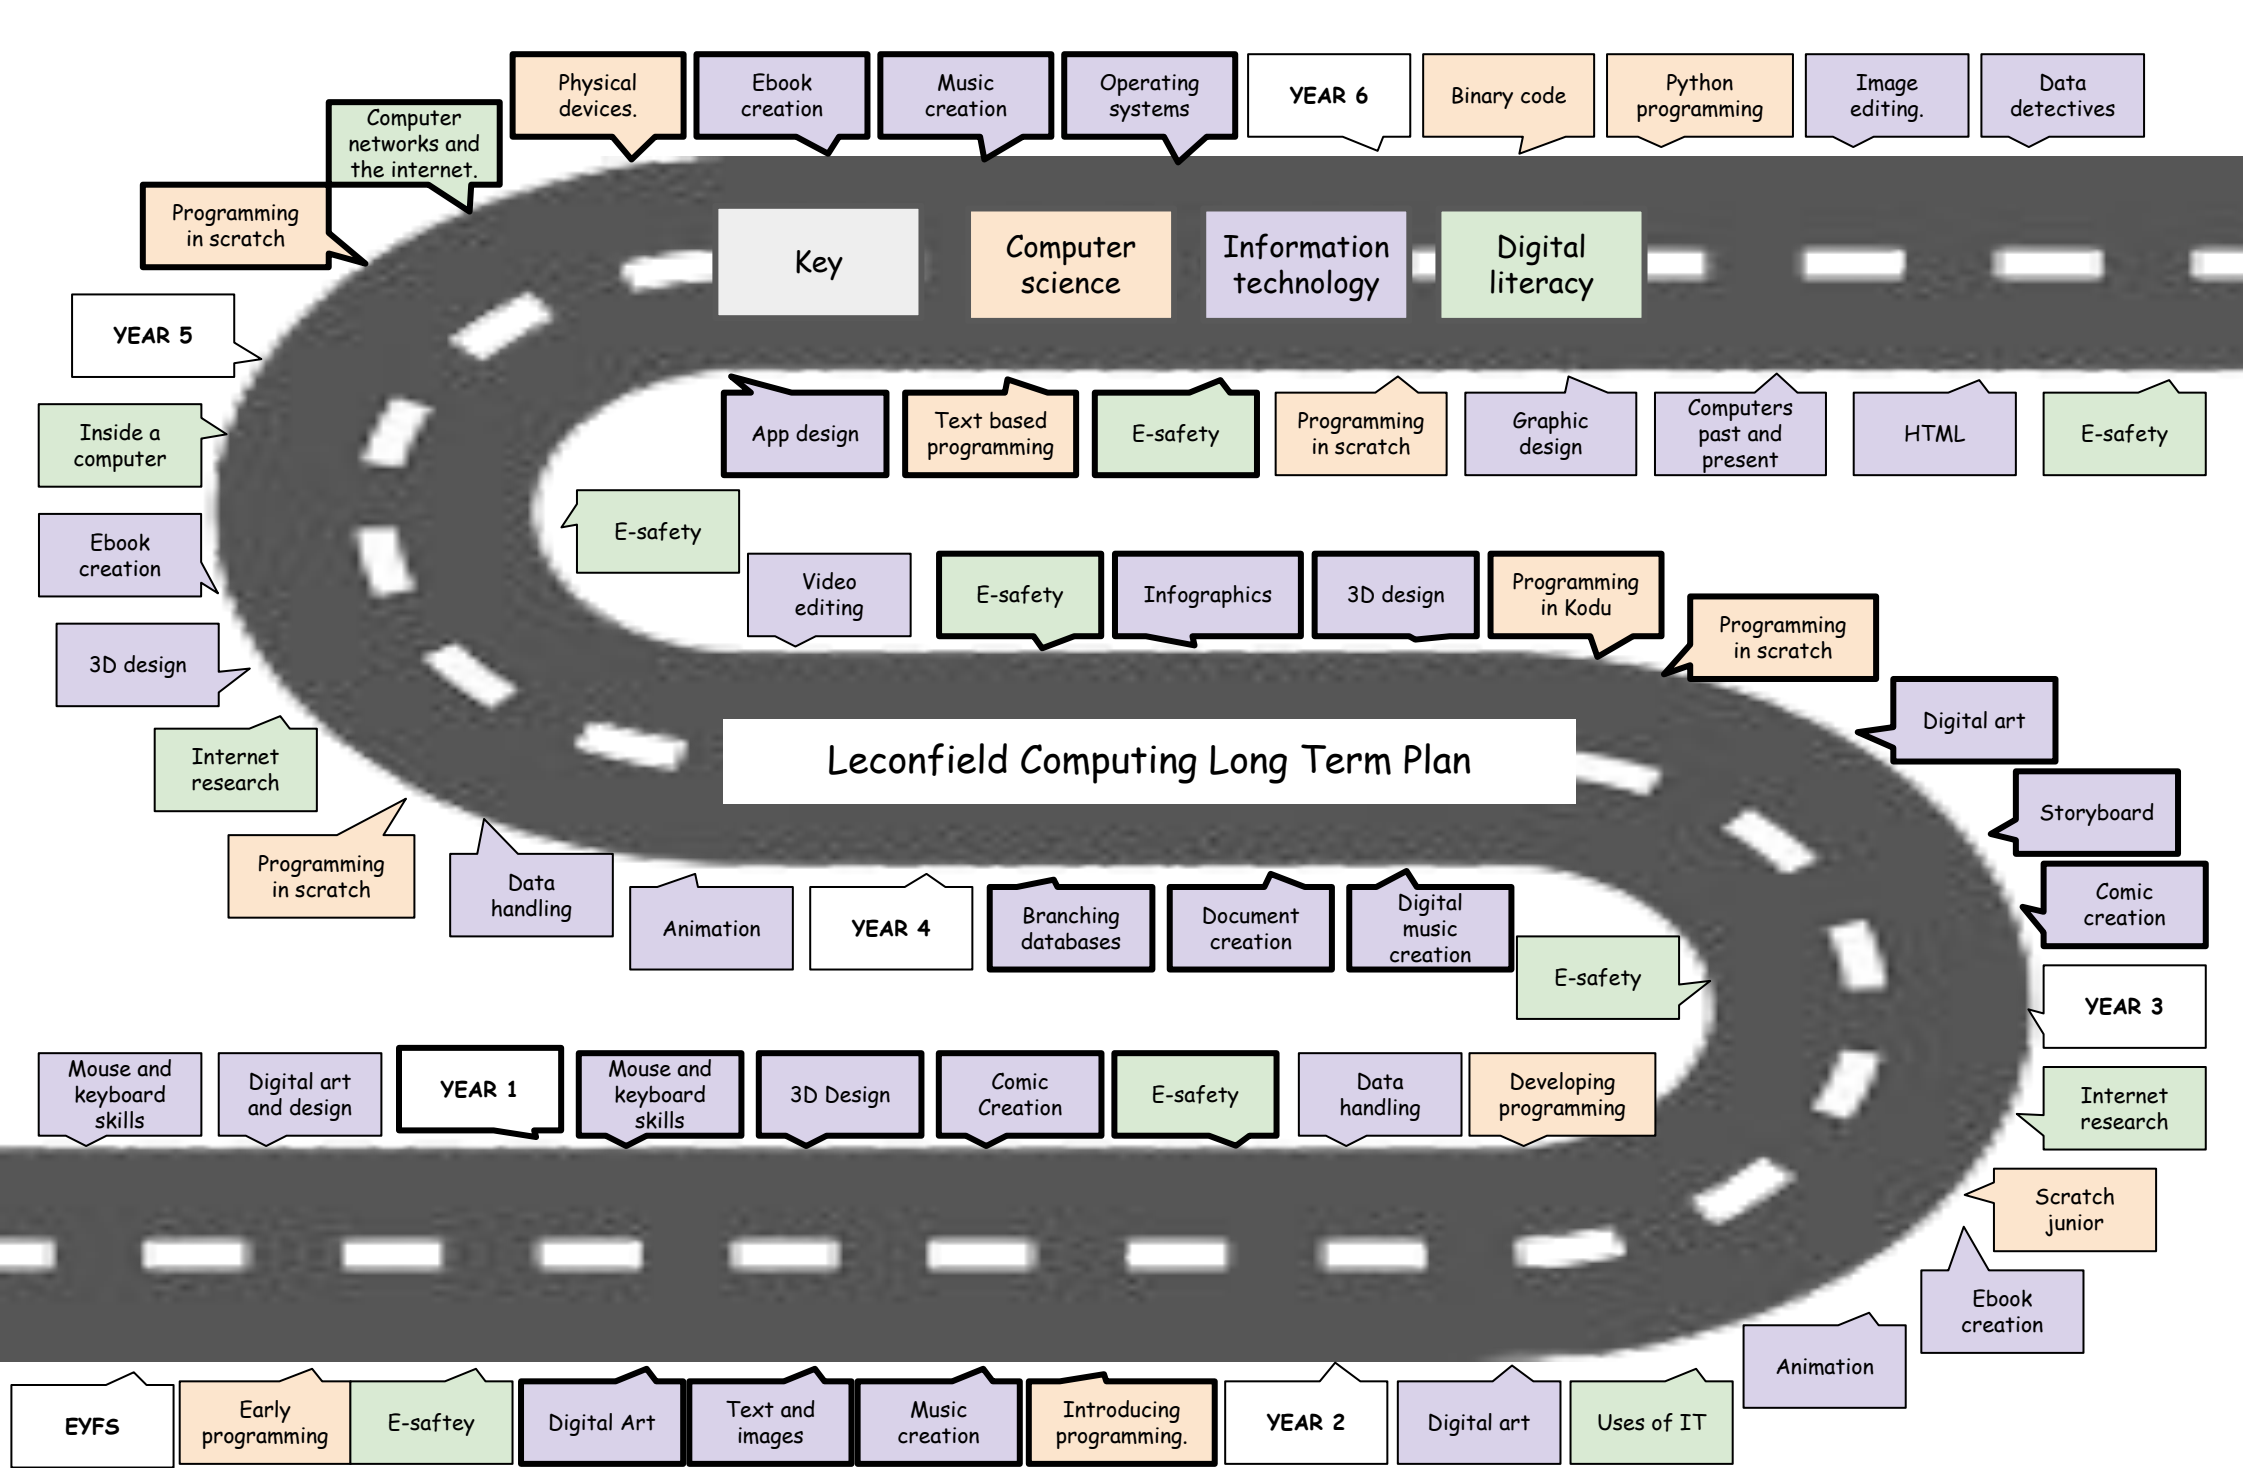 Physical
devices.
Ebook
creation
Music
creation
Operating
systems
YEAR 6
Binary code
Python
programming
Image
editing.
Data
detectives
Computer
networks and
the internet.
Programming
in scratch
Key
Computer
science
Information
technology
Digital
literacy
YEAR 5
Inside a
computer
App design
Text based
programming
E-safety
Programming
in scratch
Graphic
design
Computers
past and
present
HTML
E-safety
Ebook
creation
E-safety
Video
editing
E-safety
Infographics
3D design
Programming
in Kodu
Programming
in scratch
3D design
Digital art
Internet
research
Leconfield Computing Long Term Plan
Storyboard
Programming
in scratch
Data
handling
Animation
YEAR 4
Branching
databases
Document
creation
Digital
music
creation
E-safety
Comic
creation
YEAR 3
Mouse and
keyboard
skills
Digital art
and design
YEAR 1
Mouse and
keyboard
skills
3D Design
Comic
Creation
E-safety
Data
handling
Developing
programming
Internet
research
Scratch
junior
Ebook
creation
Animation
EYFS
Early
programming
E-saftey
Digital Art
Text and
images
Music
creation
Introducing
programming.
YEAR 2
Digital art
Uses of IT